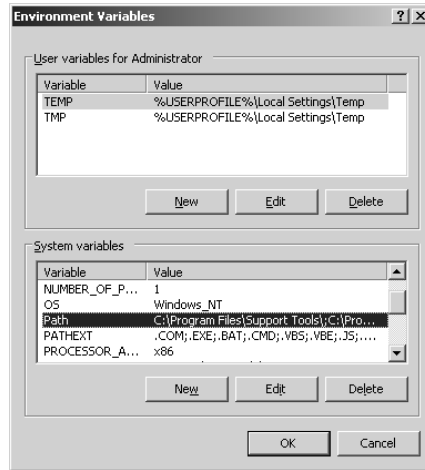 Environment Variables
User variables for Administrator
Variable Value
TEMP %USERPROFILE%\Local Settings\Temp
TMP %USERPROFILE%\Local Settings\Temp
New Edit Delete
System variables
Variable Value
NUMBER_OF_P... 1
OS Windows_NT
Path C:\Program Files\Support Tools\;C:\Pro...
PATHEXT .COM;.EXE;.BAT;.CMD;.VBS;.VBE;.JS;....
PROCESSOR_A... x86
New Edit Delete
OK Cancel